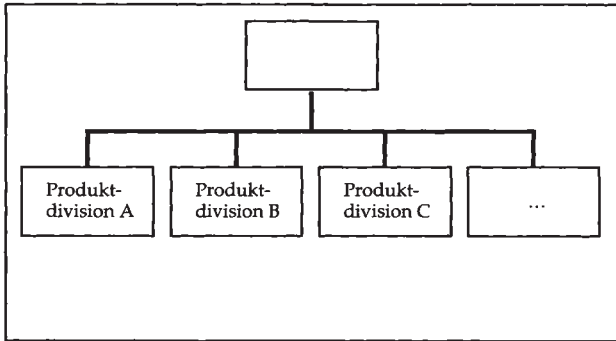 Produkt-
division A
Produkt-
division B
Produkt-
division C
...